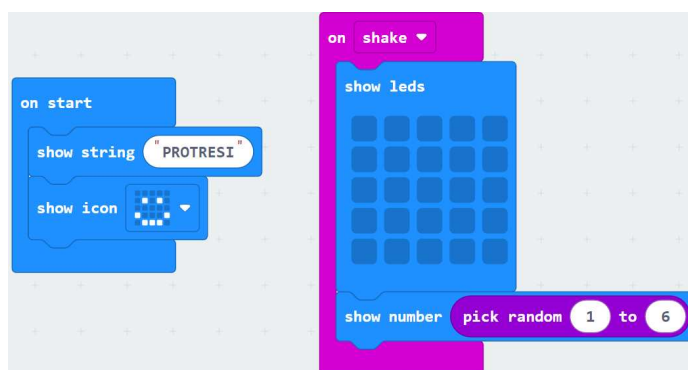 on start
show string "PROTRESI"
show icon
on shake
show leds
show number pick random 1 to 6